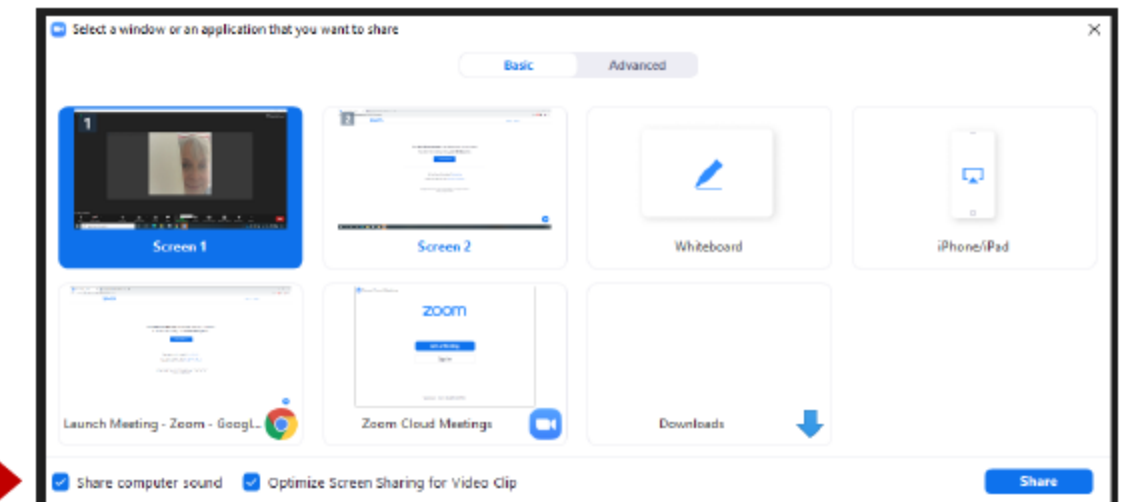 Select a window or an application that you want to share
Basic Advanced
1
2
Screen 1 Screen 2 Whiteboard iPhone/iPad
zoom
Launch Meeting - Zoom - Googl... Zoom Cloud Meetings Downloads
Share computer sound Optimize Screen Sharing for Video Clip Share